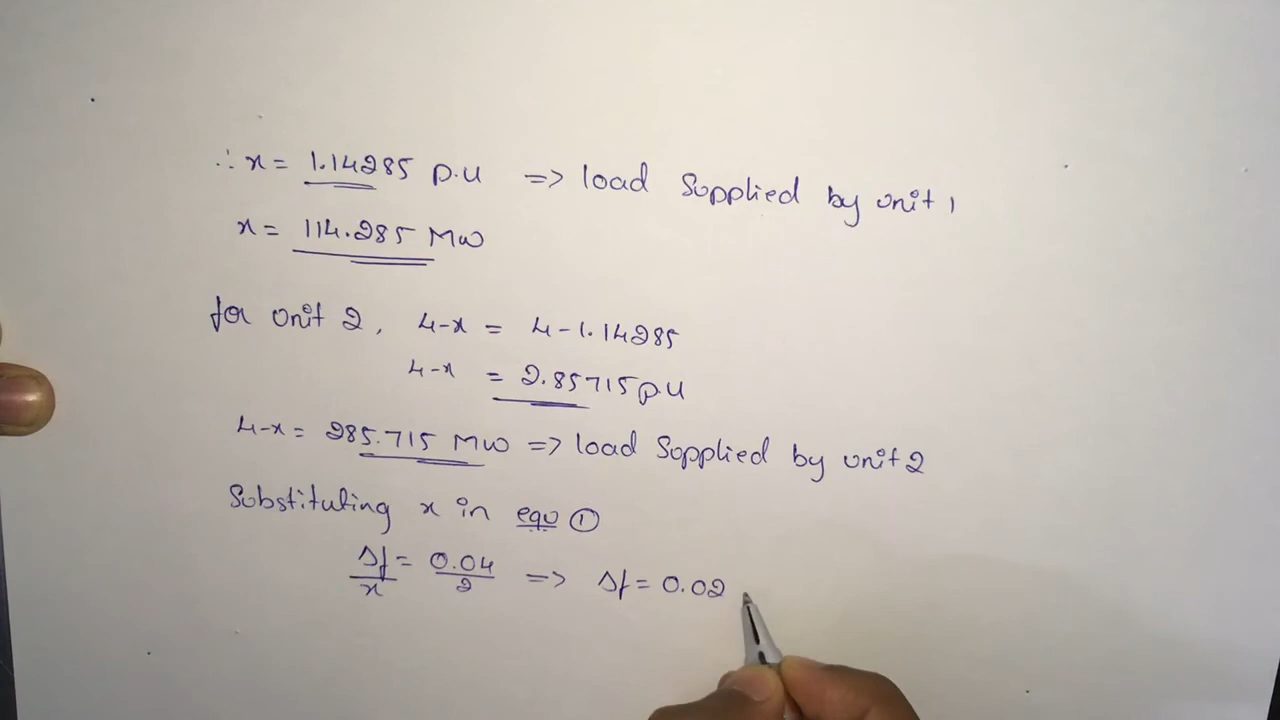 ∴ x = 1.14285 p.u => load supplied by unit 1
x = 114.285 MW
for unit 2, 4-x = 4-1.14285
4-x = 2.85715 p.u
4-x = 285.715 MW => load supplied by unit 2
Substituting x in equ ①
Δf/x = 0.04/2 => Δf = 0.02